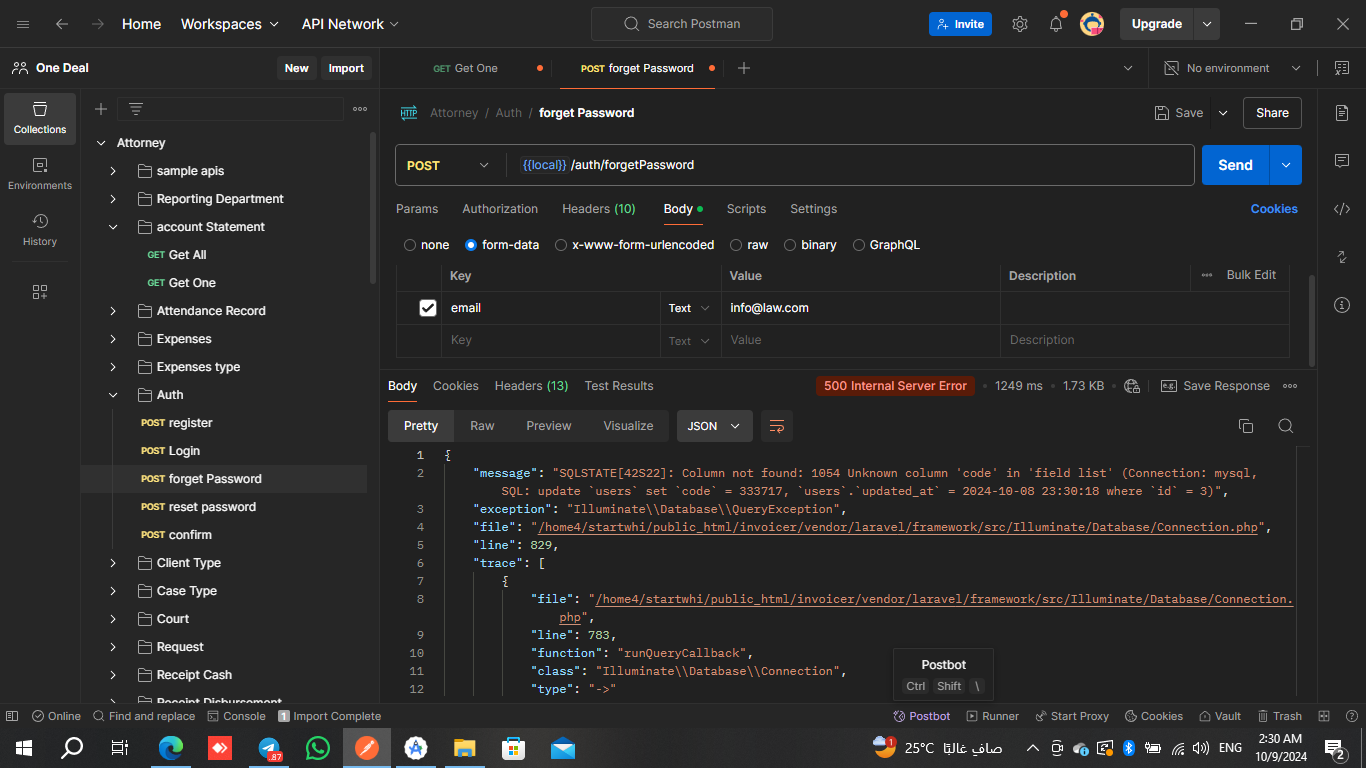 Home
Workspaces
API Network
Search Postman
Invite
Upgrade
One Deal
New
Import
GET Get One
POST forget Password
No environment
Collections
Environments
History
Attorney
sample apis
Reporting Department
account Statement
GET Get All
GET Get One
Attendance Record
Expenses
Expenses type
Auth
POST register
POST Login
POST forget Password
POST reset password
POST confirm
Client Type
Case Type
Court
Request
Receipt Cash
Receipt Disbursement
HTTP Attorney / Auth / forget Password
Save
Share
POST
{{local}} /auth/forgetPassword
Send
Params Authorization Headers (10) Body Scripts Settings
Cookies
none form-data x-www-form-urlencoded raw binary GraphQL
Key Value Description Bulk Edit
email Text info@law.com
Key Text Value Description
Body Cookies Headers (13) Test Results
500 Internal Server Error
1249 ms
1.73 KB
e.g. Save Response
Pretty Raw Preview Visualize JSON
1 {
2 "message": "SQLSTATE[42S22]: Column not found: 1054 Unknown column 'code' in 'field list' (Connection: mysql,
SQL: update `users` set `code` = 333717, `users`.`updated_at` = 2024-10-08 23:30:18 where `id` = 3)",
3 "exception": "Illuminate\\Database\\QueryException",
4 "file": "/home4/startwhi/public_html/invoicer/vendor/laravel/framework/src/Illuminate/Database/Connection.php",
5 "line": 829,
6 "trace": [
7 {
8 "file": "/home4/startwhi/public_html/invoicer/vendor/laravel/framework/src/Illuminate/Database/Connection.
php",
9 "line": 783,
10 "function": "runQueryCallback",
11 "class": "Illuminate\\Database\\Connection",
12 "type": "->"
Postbot
Ctrl Shift \
Online
Find and replace
Console
1 Import Complete
Postbot
Runner
Start Proxy
Cookies
Vault
Trash
.87
1
25°C صافٍ غالبًا
ENG
2:30 AM
10/9/2024
2